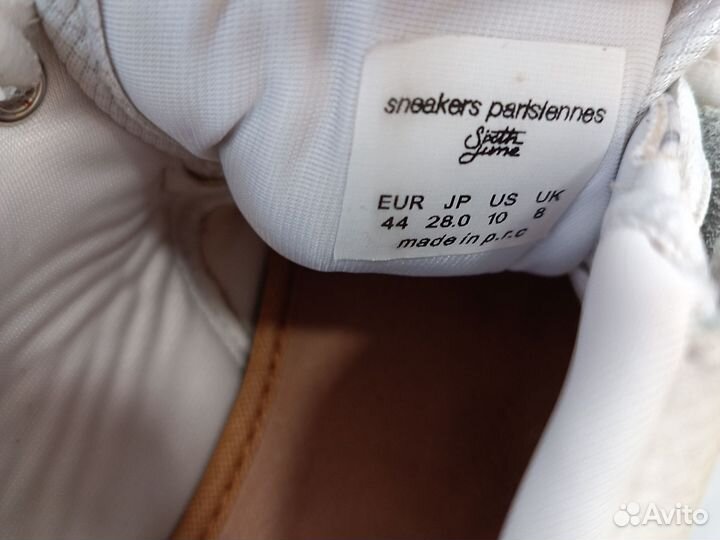 sneakers parisiennes
Sixth
June
EUR JP US UK
44 28.0 10 8
made in p.r.c
Avito